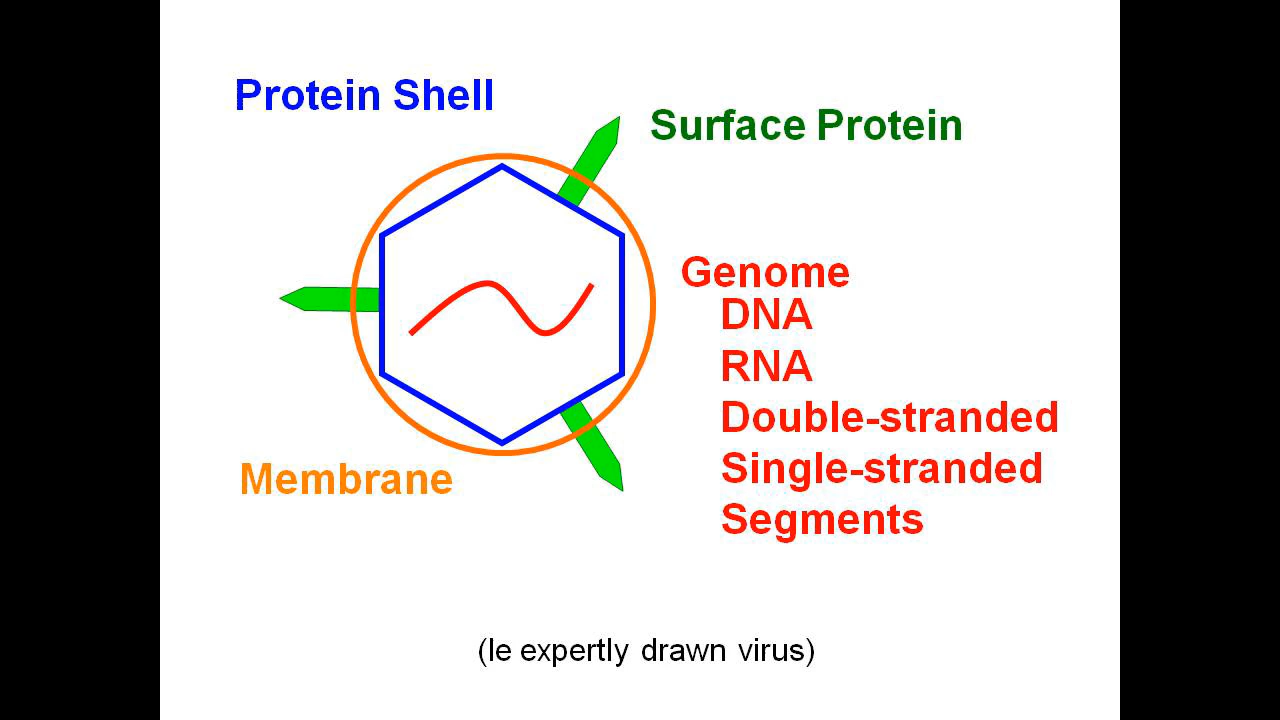 Protein Shell
Surface Protein
Genome
DNA
RNA
Double-stranded
Single-stranded
Segments
Membrane
(le expertly drawn virus)